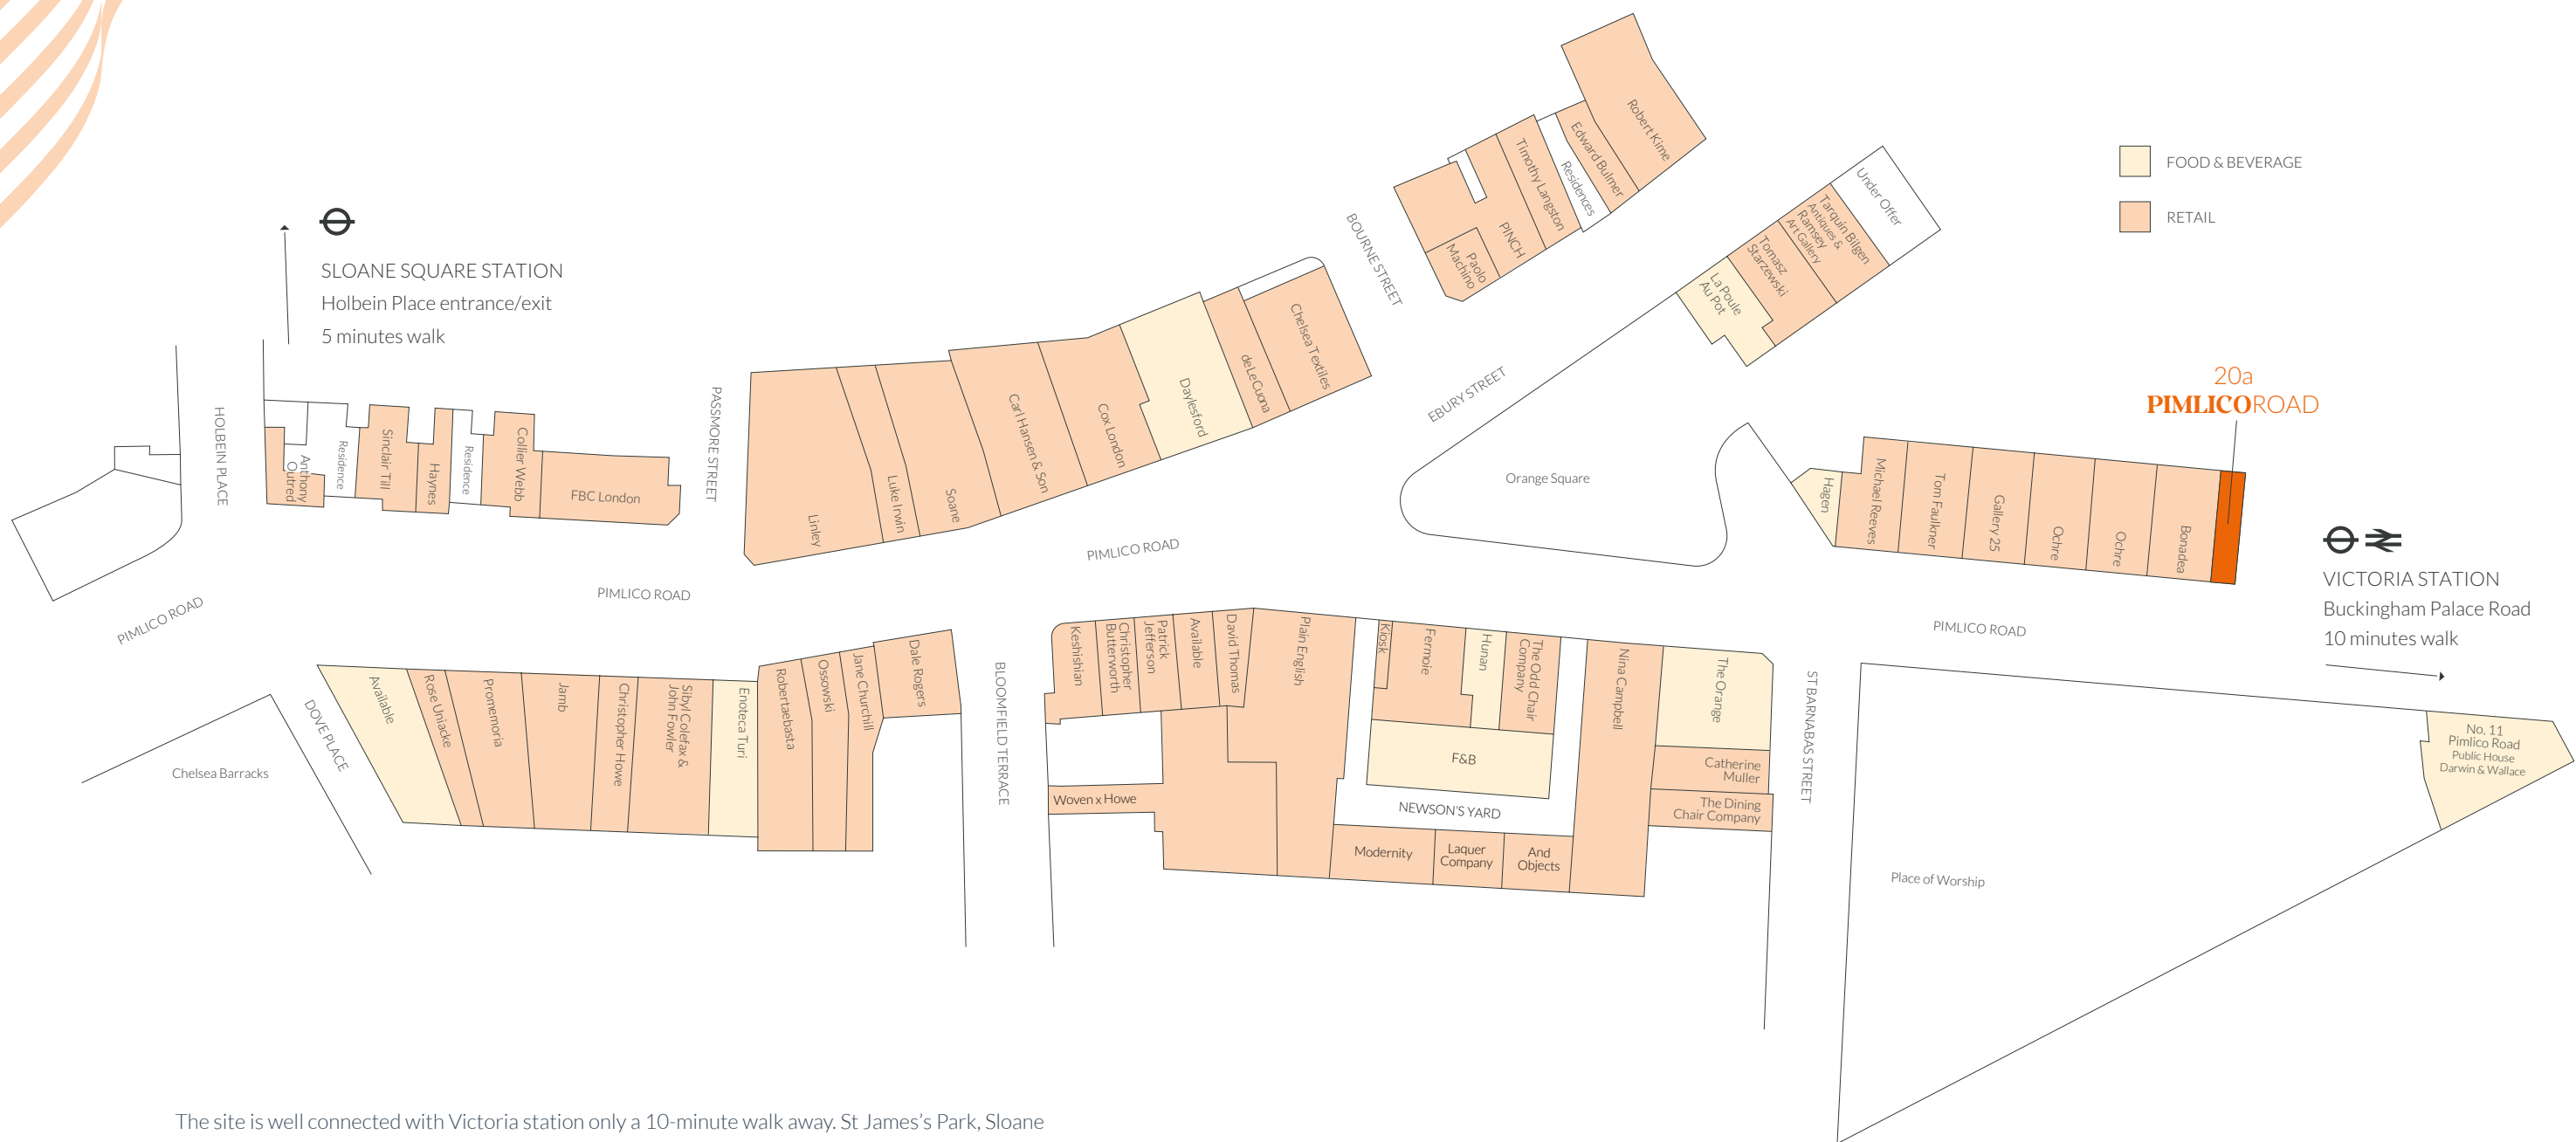 FOOD & BEVERAGE
RETAIL
SLOANE SQUARE STATION
Holbein Place entrance/exit
5 minutes walk
HOLBEIN PLACE
Anthony
Outred
Residence
Sinclair Till
Haynes
Residence
Collier Webb
FBC London
PASSMORE STREET
Linley
Luke Irwin
Soane
Carl Hansen & Son
Cox London
Daylesford
deLeCuona
Chelsea Textiles
BOURNE STREET
Paolo
Machino
PINCH
Timothy Langston
Residences
Edward Bulmer
Robert Kime
EBURY STREET
La Poule
Au Pot
Tomasz
Starzewski
Tarquin Bilgen
Antiques &
Ramsey
Art Gallery
Under Offer
Orange Square
20a
PIMLICOROAD
Hagen
Michael Reeves
Tom Faulkner
Gallery 25
Ochre
Ochre
Bonadea
VICTORIA STATION
Buckingham Palace Road
10 minutes walk
PIMLICO ROAD
PIMLICO ROAD
PIMLICO ROAD
PIMLICO ROAD
Chelsea Barracks
DOVE PLACE
Available
Rose Uniacke
Promemoria
Jamb
Christopher Howe
Sibyl Colefax &
John Fowler
Enoteca Turi
Robertaebasta
Ossowski
Jane Churchill
Dale Rogers
BLOOMFIELD TERRACE
Keshishian
Christopher
Butterworth
Patrick
Jefferson
Available
David Thomas
Plain English
Woven x Howe
Kiosk
Fermoie
Hunan
The Odd Chair
Company
F&B
NEWSON'S YARD
Modernity
Laquer
Company
And
Objects
Nina Campbell
The Orange
Catherine
Muller
The Dining
Chair Company
ST BARNABAS STREET
Place of Worship
No. 11
Pimlico Road
Public House
Darwin & Wallace
The site is well connected with Victoria station only a 10-minute walk away. St James's Park, Sloane